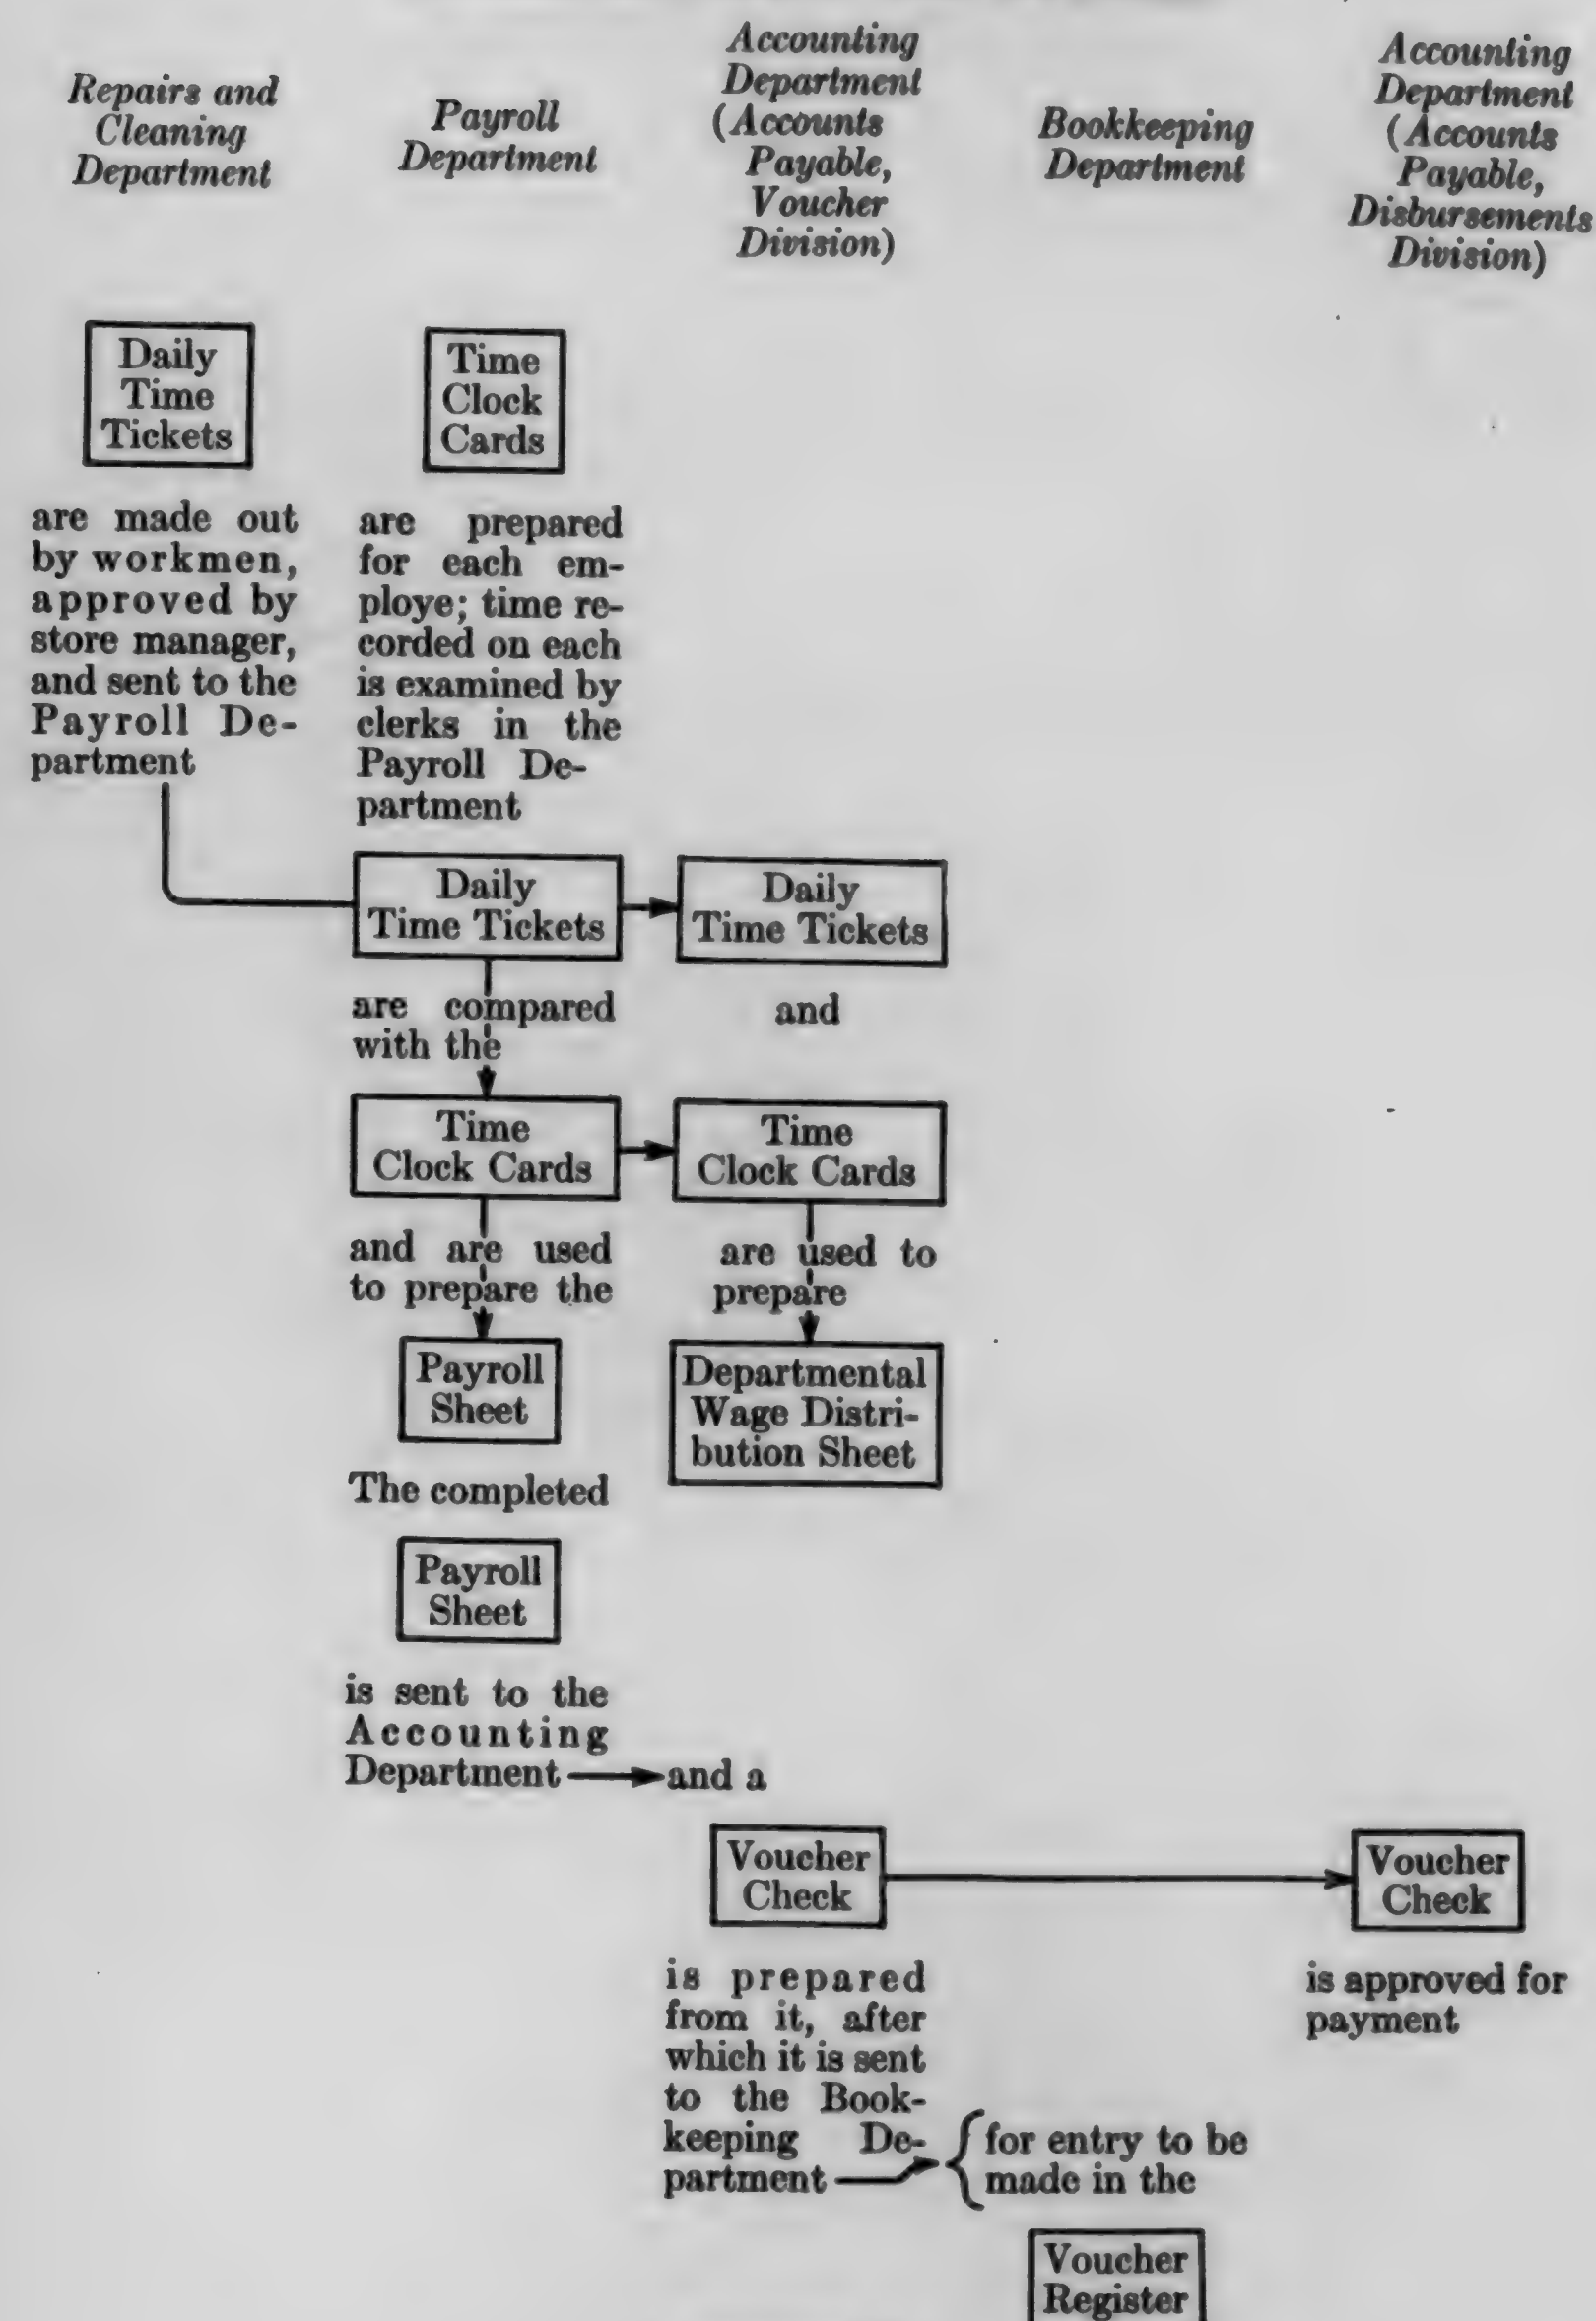 Repairs and
Cleaning
Department
Payroll
Department
Accounting
Department
(Accounts
Payable,
Voucher
Division)
Bookkeeping
Department
Accounting
Department
(Accounts
Payable,
Disbursements
Division)
Daily
Time
Tickets
are made out
by workmen,
approved by
store manager,
and sent to the
Payroll De-
partment
Time
Clock
Cards
are prepared
for each em-
ploye; time re-
corded on each
is examined by
clerks in the
Payroll De-
partment
Daily
Time Tickets
Daily
Time Tickets
are compared
with the
and
Time
Clock Cards
Time
Clock Cards
and are used
to prepare the
are used to
prepare
Payroll
Sheet
Departmental
Wage Distri-
bution Sheet
The completed
Payroll
Sheet
is sent to the
Accounting
Department
and a
Voucher
Check
Voucher
Check
is prepared
from it, after
which it is sent
to the Book-
keeping De-
partment
is approved for
payment
for entry to be
made in the
Voucher
Register